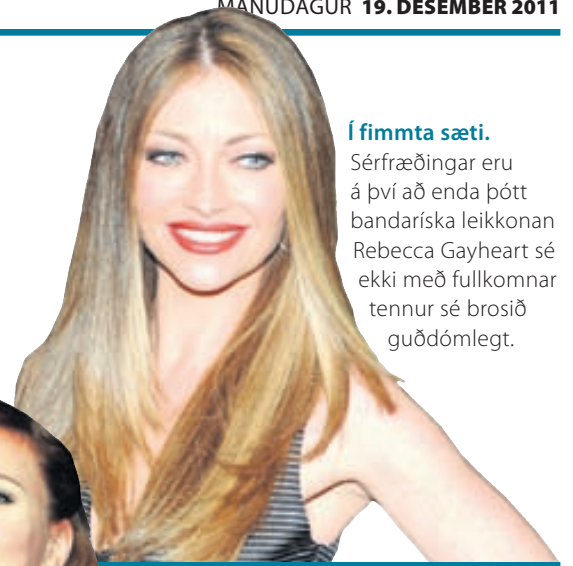 MÁNUDAGUR 19. DESEMBER 2011
Í fimmta sæti.
Sérfræðingar eru
á því að enda þótt
bandaríska leikkonan
Rebecca Gayheart sé
ekki með fullkomnar
tennur sé brosið
guðdómlegt.